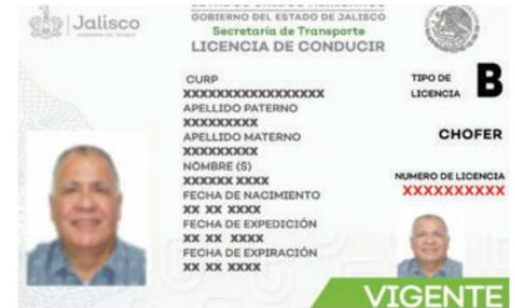 Jalisco
GOBIERNO DEL ESTADO DE JALISCO
Secretaría de Transporte
LICENCIA DE CONDUCIR
CURP
XXXXXXXXXXXXXXXXXX
APELLIDO PATERNO
XXXXXXXXX
APELLIDO MATERNO
XXXXXXXXX
NOMBRE (S)
XXXXXX XXXX
FECHA DE NACIMIENTO
XX XX XXXX
FECHA DE EXPEDICIÓN
XX XX XXXX
FECHA DE EXPIRACIÓN
XX XX XXXX
TIPO DE
LICENCIA
B
CHOFER
NUMERO DE LICENCIA
XXXXXXXXXX
VIGENTE